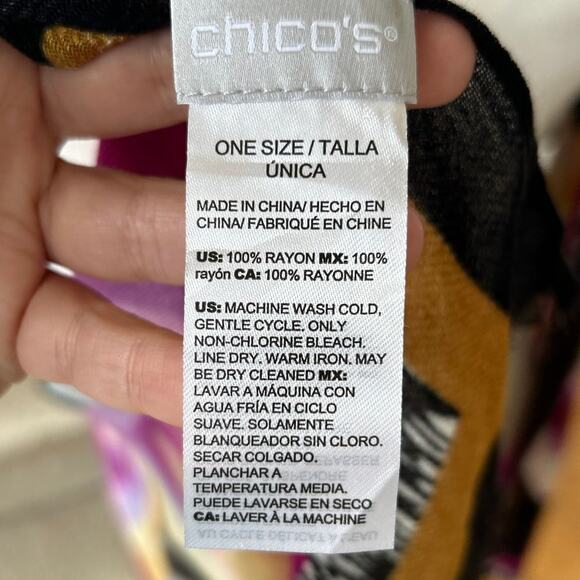 chico's®
ONE SIZE / TALLA
ÚNICA
MADE IN CHINA/ HECHO EN
CHINA/ FABRIQUÉ EN CHINE
US: 100% RAYON MX: 100%
rayón CA: 100% RAYONNE
US: MACHINE WASH COLD,
GENTLE CYCLE. ONLY
NON-CHLORINE BLEACH.
LINE DRY. WARM IRON. MAY
BE DRY CLEANED MX:
LAVAR A MÁQUINA CON
AGUA FRÍA EN CICLO
SUAVE. SOLAMENTE
BLANQUEADOR SIN CLORO.
SECAR COLGADO.
PLANCHAR A
TEMPERATURA MEDIA.
PUEDE LAVARSE EN SECO
CA: LAVER À LA MACHINE